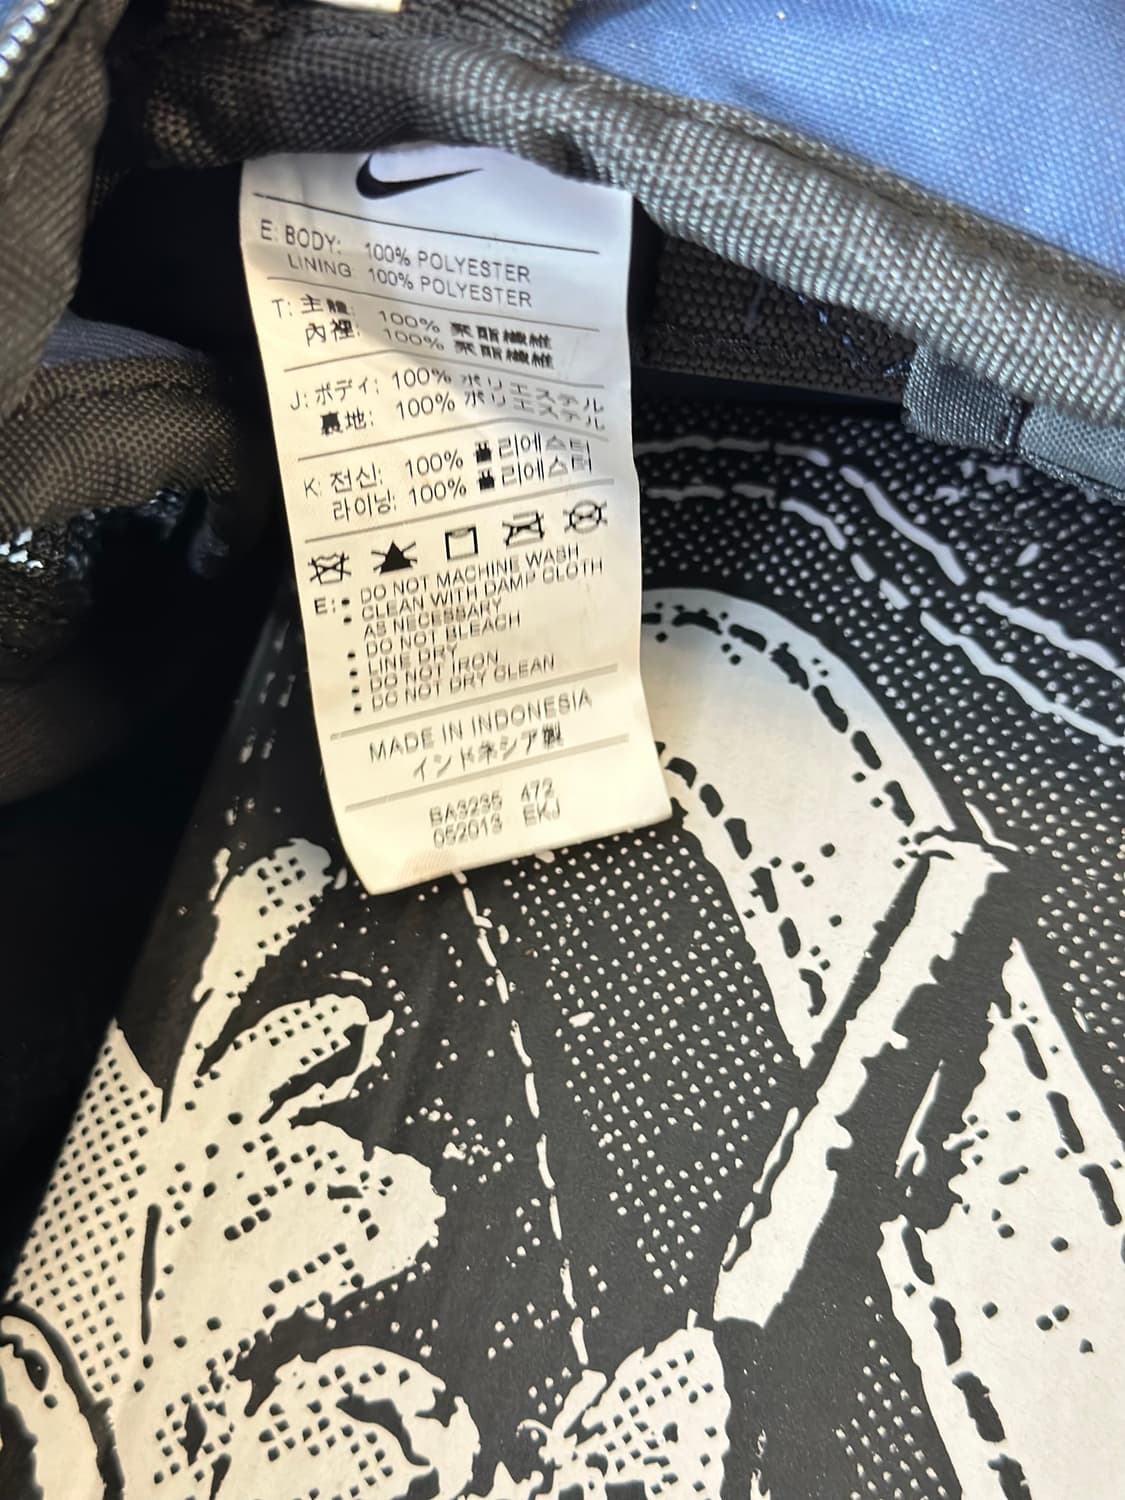 E: BODY: 100% POLYESTER
LINING 100% POLYESTER
T: 主體: 100% 聚酯纖維
內裡: 100% 聚酯纖維
J: ボディ: 100% ポリエステル
裏地: 100% ポリエステル
K: 전신: 100% 폴리에스터
라이닝: 100% 폴리에스터
E: • DO NOT MACHINE WASH
• CLEAN WITH DAMP CLOTH
AS NECESSARY
• DO NOT BLEACH
• LINE DRY
• DO NOT IRON
• DO NOT DRY CLEAN
MADE IN INDONESIA
インドネシア製
BA3235 472
052013 EKJ